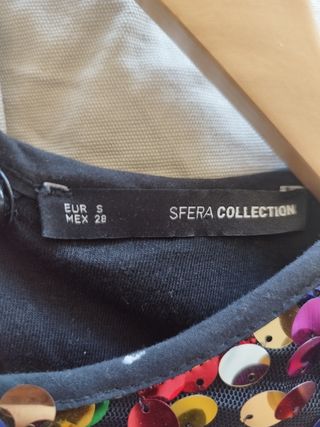 EUR S
MEX 28
SFERA COLLECTION